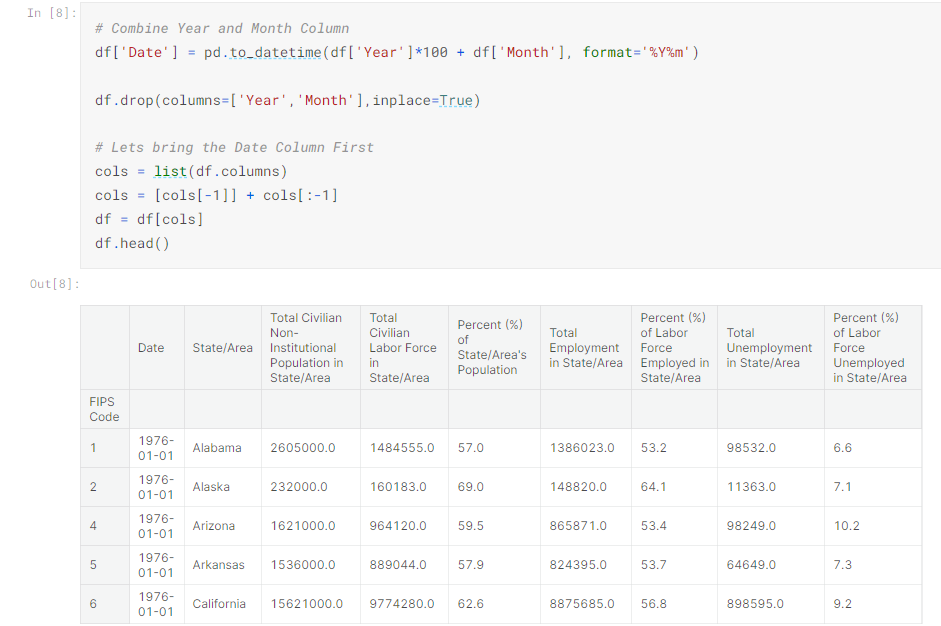 In [8]:
# Combine Year and Month Column
df['Date'] = pd.to_datetime(df['Year']*100 + df['Month'], format='%Y%m')
df.drop(columns=['Year','Month'],inplace=True)
# Lets bring the Date Column First
cols = list(df.columns)
cols = [cols[-1]] + cols[:-1]
df = df[cols]
df.head()
Out[8]:
Date State/Area Total Civilian Non-Institutional Population in State/Area Total Civilian Labor Force in State/Area Percent (%) of State/Area's Population Total Employment in State/Area Percent (%) of Labor Force Employed in State/Area Total Unemployment in State/Area Percent (%) of Labor Force Unemployed in State/Area
FIPS Code
1 1976-01-01 Alabama 2605000.0 1484555.0 57.0 1386023.0 53.2 98532.0 6.6
2 1976-01-01 Alaska 232000.0 160183.0 69.0 148820.0 64.1 11363.0 7.1
4 1976-01-01 Arizona 1621000.0 964120.0 59.5 865871.0 53.4 98249.0 10.2
5 1976-01-01 Arkansas 1536000.0 889044.0 57.9 824395.0 53.7 64649.0 7.3
6 1976-01-01 California 15621000.0 9774280.0 62.6 8875685.0 56.8 898595.0 9.2